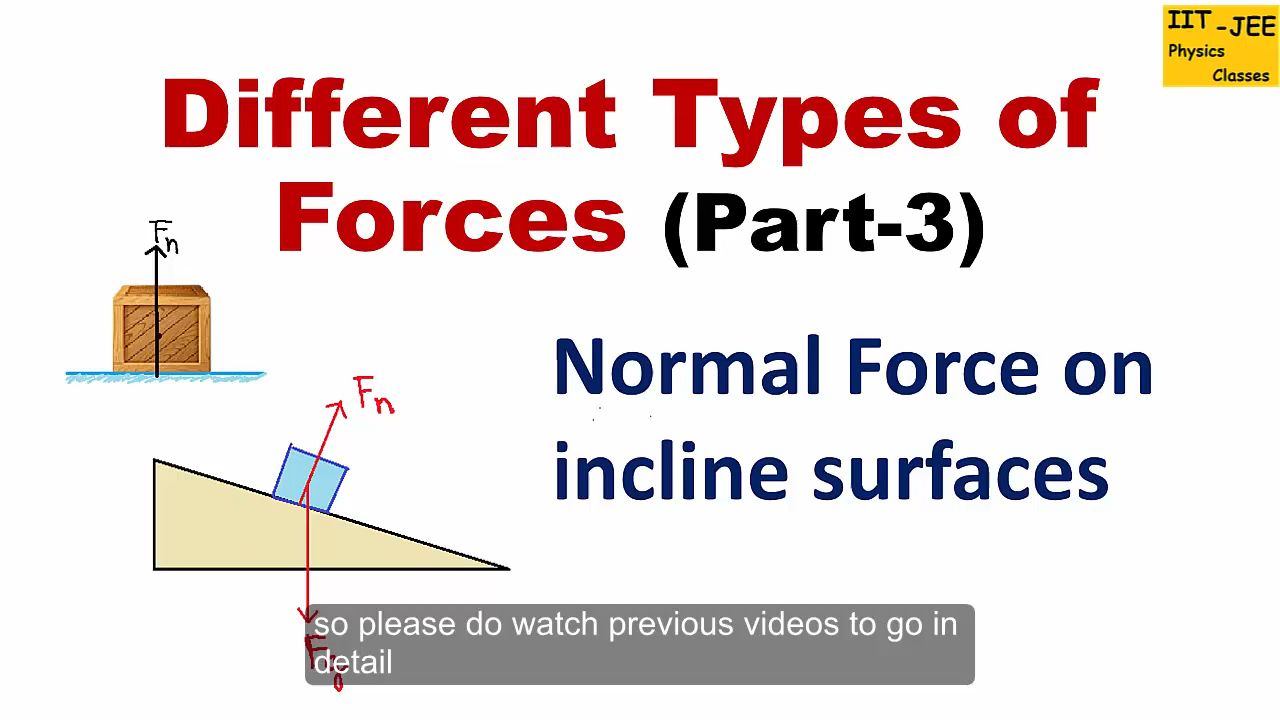 IIT-JEE
Physics
Classes
Different Types of
Forces (Part-3)
Fn
Normal Force on
incline surfaces
Fn
so please do watch previous videos to go in
detail
Fg